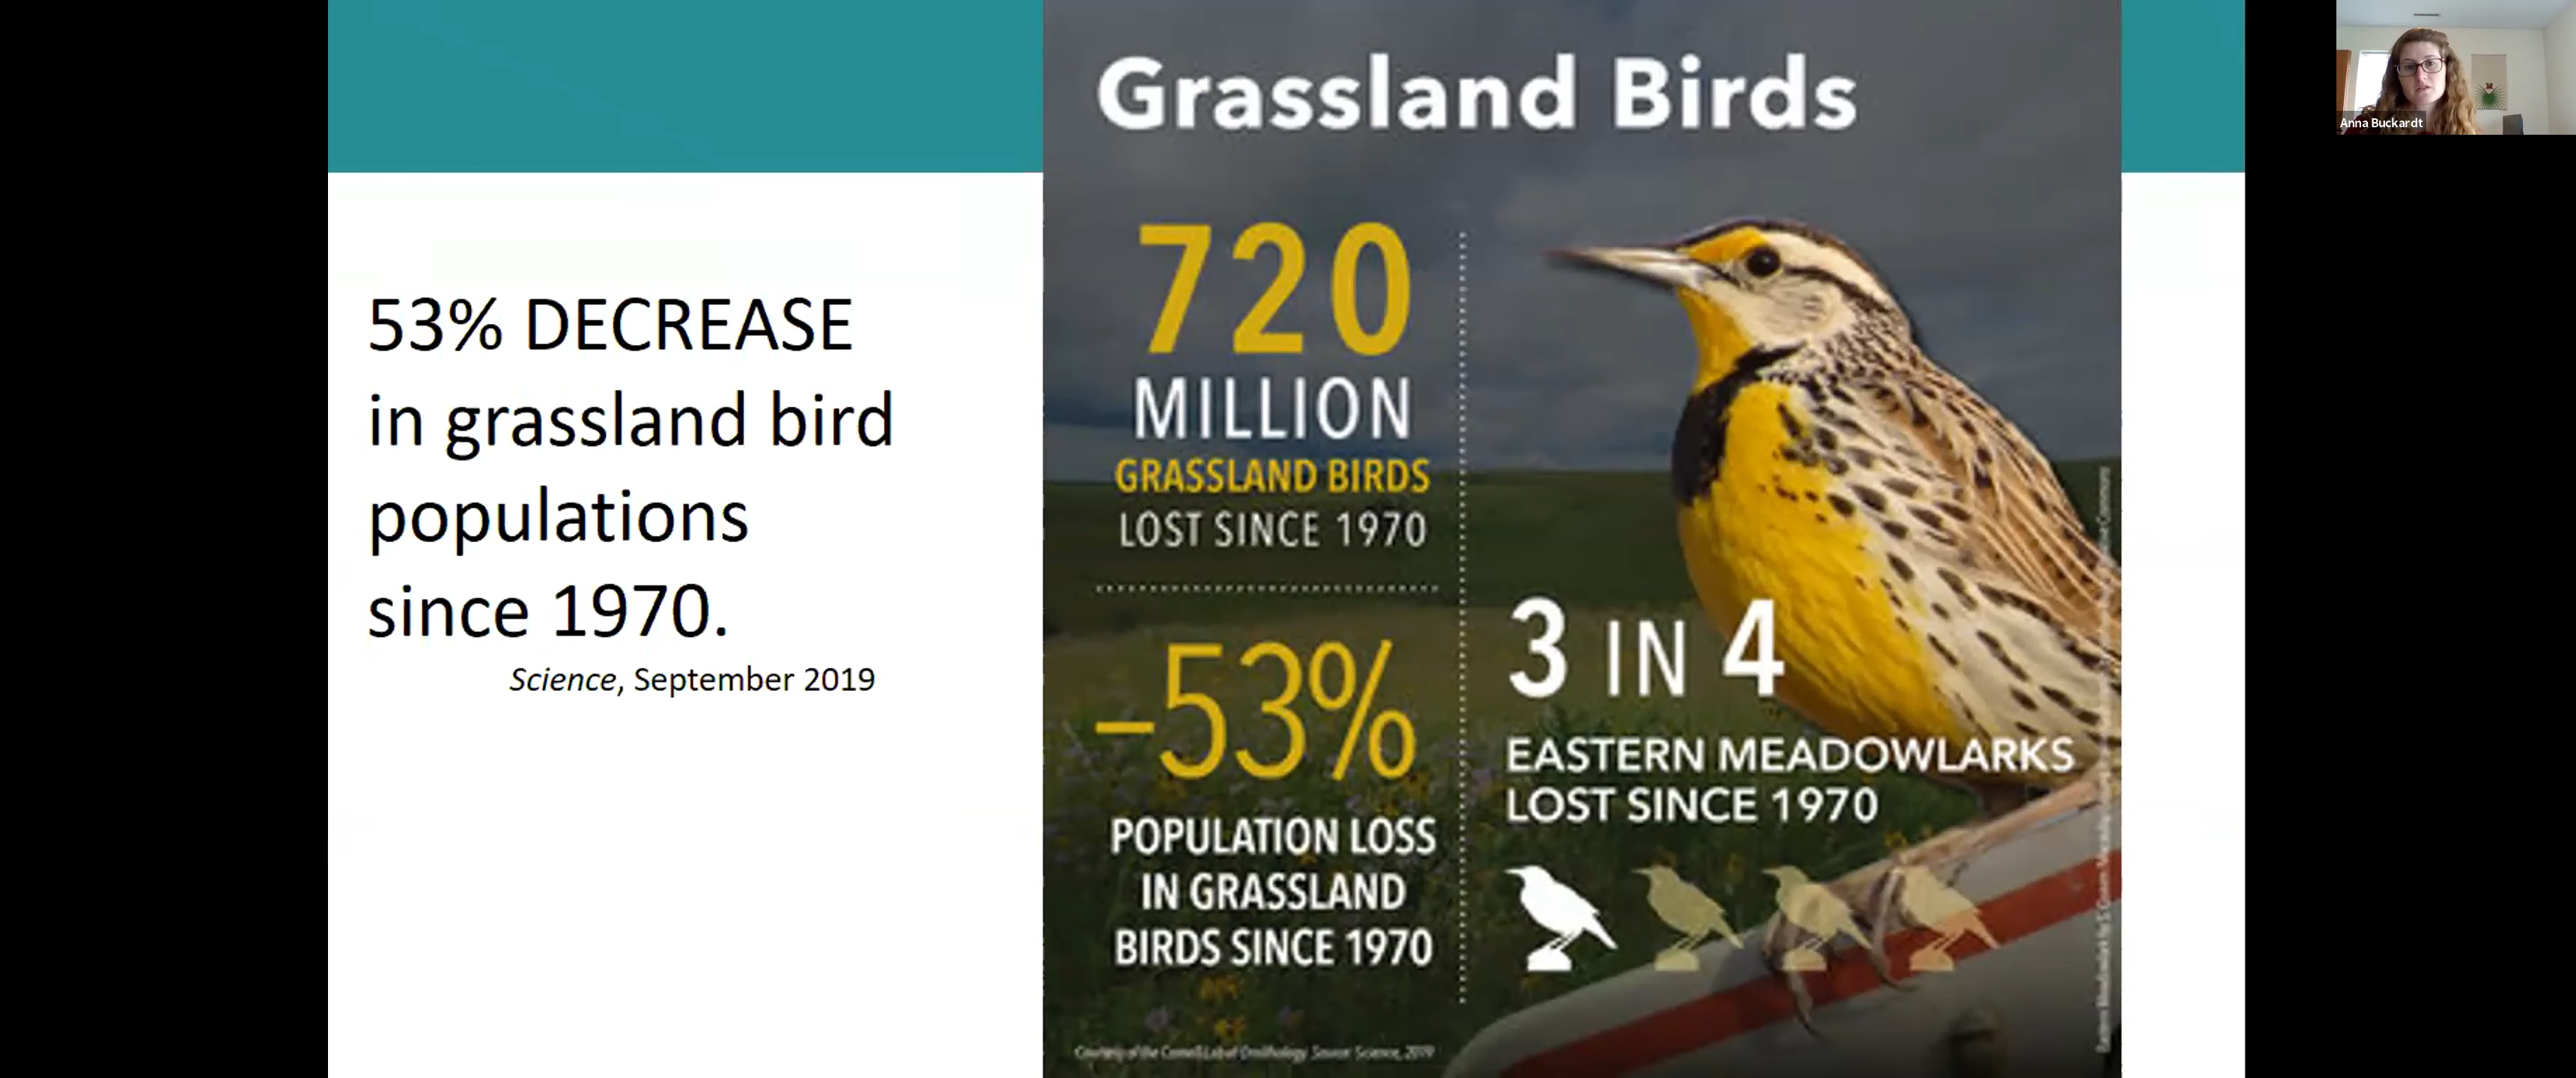 53% DECREASE
in grassland bird
populations
since 1970.
Science, September 2019
Grassland Birds
720
MILLION
GRASSLAND BIRDS
LOST SINCE 1970
–53%
POPULATION LOSS
IN GRASSLAND
BIRDS SINCE 1970
3 IN 4
EASTERN MEADOWLARKS
LOST SINCE 1970
Courtesy of the Cornell Lab of Ornithology. Source: Science, 2019
Anna Buckardt